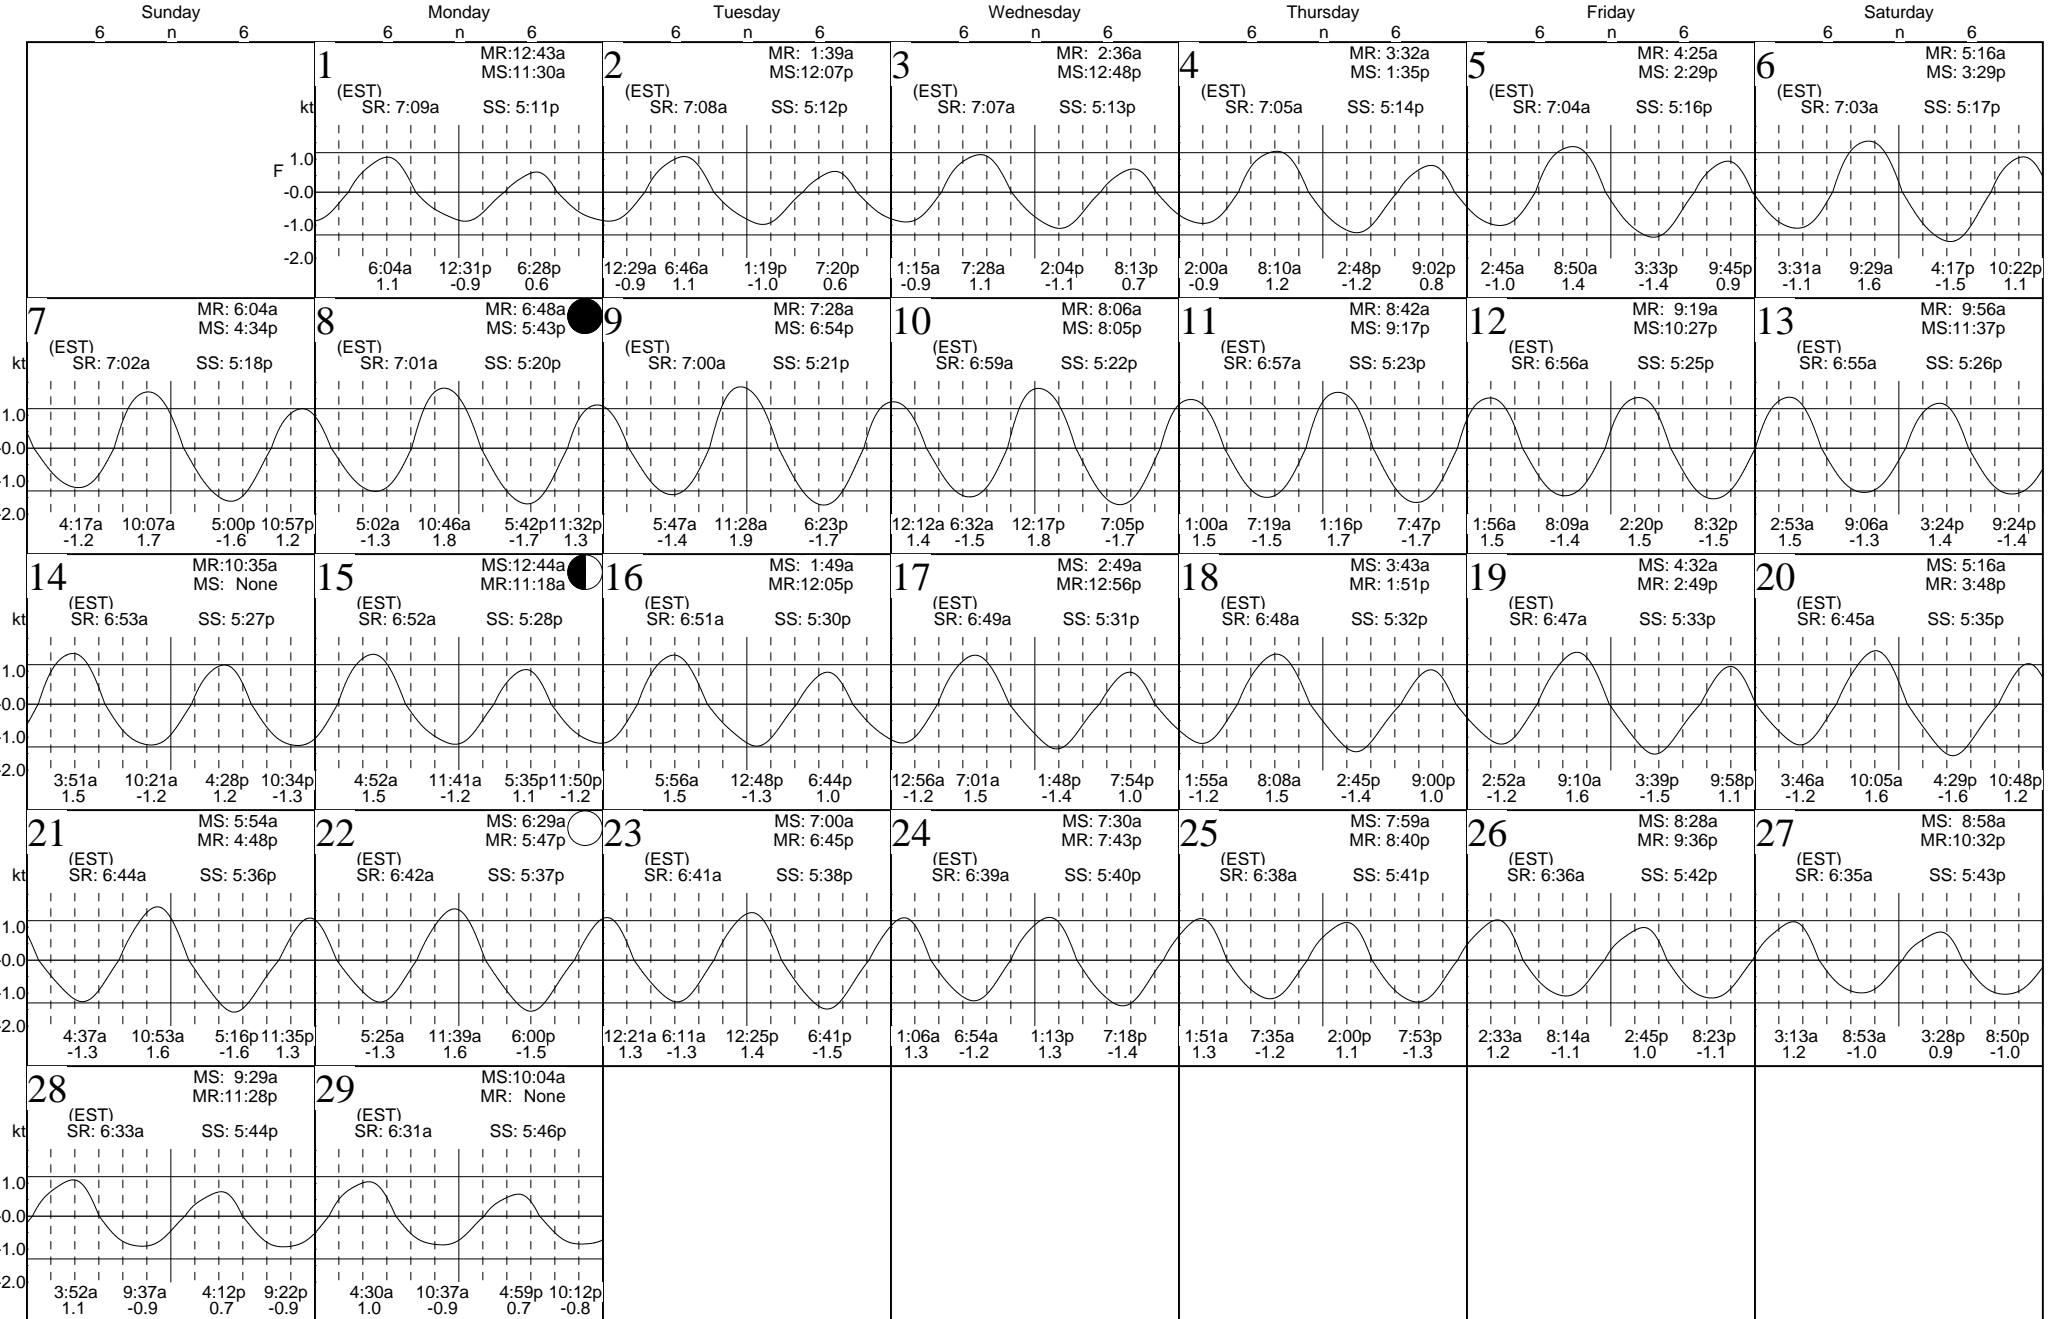 Sunday Monday Tuesday Wednesday Thursday Friday Saturday
6 n 6 6 n 6 6 n 6 6 n 6 6 n 6 6 n 6 6 n 6
1 MR:12:43a 2 MR: 1:39a 3 MR: 2:36a 4 MR: 3:32a 5 MR: 4:25a 6 MR: 5:16a
MS:11:30a MS:12:07p MS:12:48p MS: 1:35p MS: 2:29p MS: 3:29p
(EST) (EST) (EST) (EST) (EST) (EST)
kt SR: 7:09a SS: 5:11p SR: 7:08a SS: 5:12p SR: 7:07a SS: 5:13p SR: 7:05a SS: 5:14p SR: 7:04a SS: 5:16p SR: 7:03a SS: 5:17p
1.0
F
-0.0
-1.0
-2.0
6:04a 12:31p 6:28p 12:29a 6:46a 1:19p 7:20p 1:15a 7:28a 2:04p 8:13p 2:00a 8:10a 2:48p 9:02p 2:45a 8:50a 3:33p 9:45p 3:31a 9:29a 4:17p 10:22p
1.1 -0.9 0.6 -0.9 1.1 -1.0 0.6 -0.9 1.1 -1.1 0.7 -0.9 1.2 -1.2 0.8 -1.0 1.4 -1.4 0.9 -1.1 1.6 -1.5 1.1
7 MR: 6:04a 8 MR: 6:48a 9 MR: 7:28a 10 MR: 8:06a 11 MR: 8:42a 12 MR: 9:19a 13 MR: 9:56a
MS: 4:34p MS: 5:43p MS: 6:54p MS: 8:05p MS: 9:17p MS:10:27p MS:11:37p
(EST) (EST) (EST) (EST) (EST) (EST) (EST)
kt SR: 7:02a SS: 5:18p SR: 7:01a SS: 5:20p SR: 7:00a SS: 5:21p SR: 6:59a SS: 5:22p SR: 6:57a SS: 5:23p SR: 6:56a SS: 5:25p SR: 6:55a SS: 5:26p
1.0
-0.0
-1.0
-2.0
4:17a 10:07a 5:00p 10:57p 5:02a 10:46a 5:42p 11:32p 5:47a 11:28a 6:23p 12:12a 6:32a 12:17p 7:05p 1:00a 7:19a 1:16p 7:47p 1:56a 8:09a 2:20p 8:32p 2:53a 9:06a 3:24p 9:24p
-1.2 1.7 -1.6 1.2 -1.3 1.8 -1.7 1.3 -1.4 1.9 -1.7 1.4 -1.5 1.8 -1.7 1.5 -1.5 1.7 -1.7 1.5 -1.4 1.5 -1.5 1.5 -1.3 1.4 -1.4
14 MR:10:35a 15 MS:12:44a 16 MS: 1:49a 17 MS: 2:49a 18 MS: 3:43a 19 MS: 4:32a 20 MS: 5:16a
MS: None MR:11:18a MR:12:05p MR:12:56p MR: 1:51p MR: 2:49p MR: 3:48p
(EST) (EST) (EST) (EST) (EST) (EST) (EST)
kt SR: 6:53a SS: 5:27p SR: 6:52a SS: 5:28p SR: 6:51a SS: 5:30p SR: 6:49a SS: 5:31p SR: 6:48a SS: 5:32p SR: 6:47a SS: 5:33p SR: 6:45a SS: 5:35p
1.0
-0.0
-1.0
-2.0
3:51a 10:21a 4:28p 10:34p 4:52a 11:41a 5:35p 11:50p 5:56a 12:48p 6:44p 12:56a 7:01a 1:48p 7:54p 1:55a 8:08a 2:45p 9:00p 2:52a 9:10a 3:39p 9:58p 3:46a 10:05a 4:29p 10:48p
1.5 -1.2 1.2 -1.3 1.5 -1.2 1.1 -1.2 1.5 -1.3 1.0 -1.2 1.5 -1.4 1.0 -1.2 1.5 -1.4 1.0 -1.2 1.6 -1.5 1.1 -1.2 1.6 -1.6 1.2
21 MS: 5:54a 22 MS: 6:29a 23 MS: 7:00a 24 MS: 7:30a 25 MS: 7:59a 26 MS: 8:28a 27 MS: 8:58a
MR: 4:48p MR: 5:47p MR: 6:45p MR: 7:43p MR: 8:40p MR: 9:36p MR:10:32p
(EST) (EST) (EST) (EST) (EST) (EST) (EST)
kt SR: 6:44a SS: 5:36p SR: 6:42a SS: 5:37p SR: 6:41a SS: 5:38p SR: 6:39a SS: 5:40p SR: 6:38a SS: 5:41p SR: 6:36a SS: 5:42p SR: 6:35a SS: 5:43p
1.0
-0.0
-1.0
-2.0
4:37a 10:53a 5:16p 11:35p 5:25a 11:39a 6:00p 12:21a 6:11a 12:25p 6:41p 1:06a 6:54a 1:13p 7:18p 1:51a 7:35a 2:00p 7:53p 2:33a 8:14a 2:45p 8:23p 3:13a 8:53a 3:28p 8:50p
-1.3 1.6 -1.6 1.3 -1.3 1.6 -1.5 1.3 -1.3 1.4 -1.5 1.3 -1.2 1.3 -1.4 1.3 -1.2 1.1 -1.3 1.2 -1.1 1.0 -1.1 1.2 -1.0 0.9 -1.0
28 MS: 9:29a 29 MS:10:04a
MR:11:28p MR: None
(EST) (EST)
kt SR: 6:33a SS: 5:44p SR: 6:31a SS: 5:46p
1.0
-0.0
-1.0
-2.0
3:52a 9:37a 4:12p 9:22p 4:30a 10:37a 4:59p 10:12p
1.1 -0.9 0.7 -0.9 1.0 -0.9 0.7 -0.8